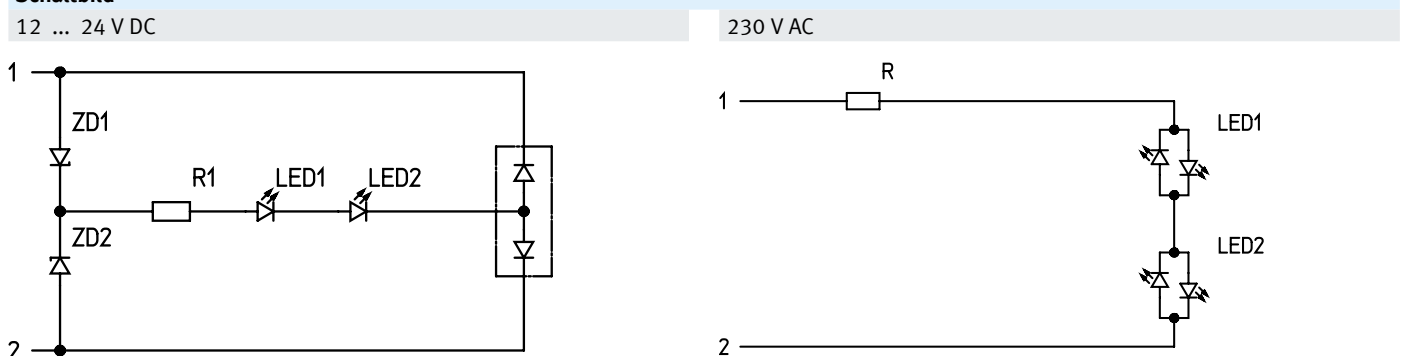 Schaltbild
12 ... 24 V DC
230 V AC
1
ZD1
R1
LED1
LED2
ZD2
2
R
1
LED1
LED2
2